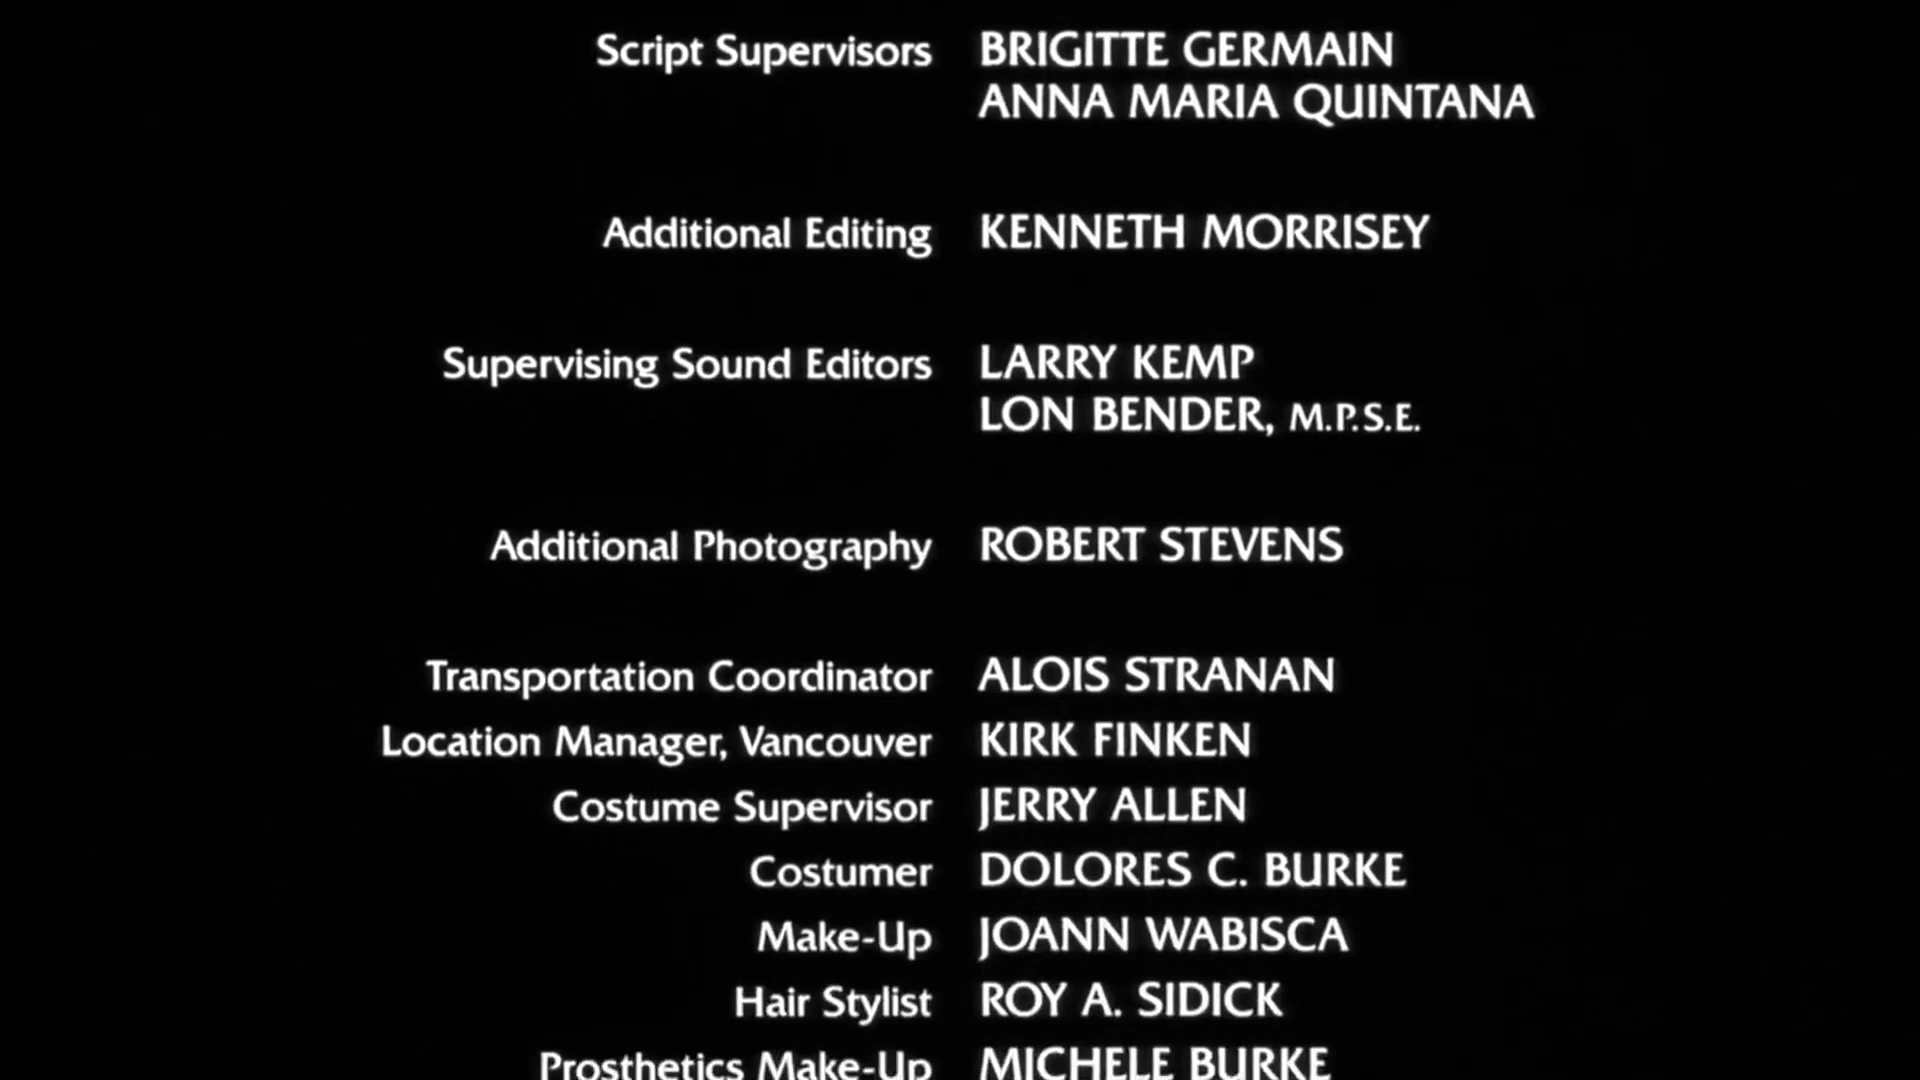 Script Supervisors BRIGITTE GERMAIN
ANNA MARIA QUINTANA
Additional Editing KENNETH MORRISEY
Supervising Sound Editors LARRY KEMP
LON BENDER, M.P.S.E.
Additional Photography ROBERT STEVENS
Transportation Coordinator ALOIS STRANAN
Location Manager, Vancouver KIRK FINKEN
Costume Supervisor JERRY ALLEN
Costumer DOLORES C. BURKE
Make-Up JOANN WABISCA
Hair Stylist ROY A. SIDICK
Prosthetics Make-Up MICHELE BURKE